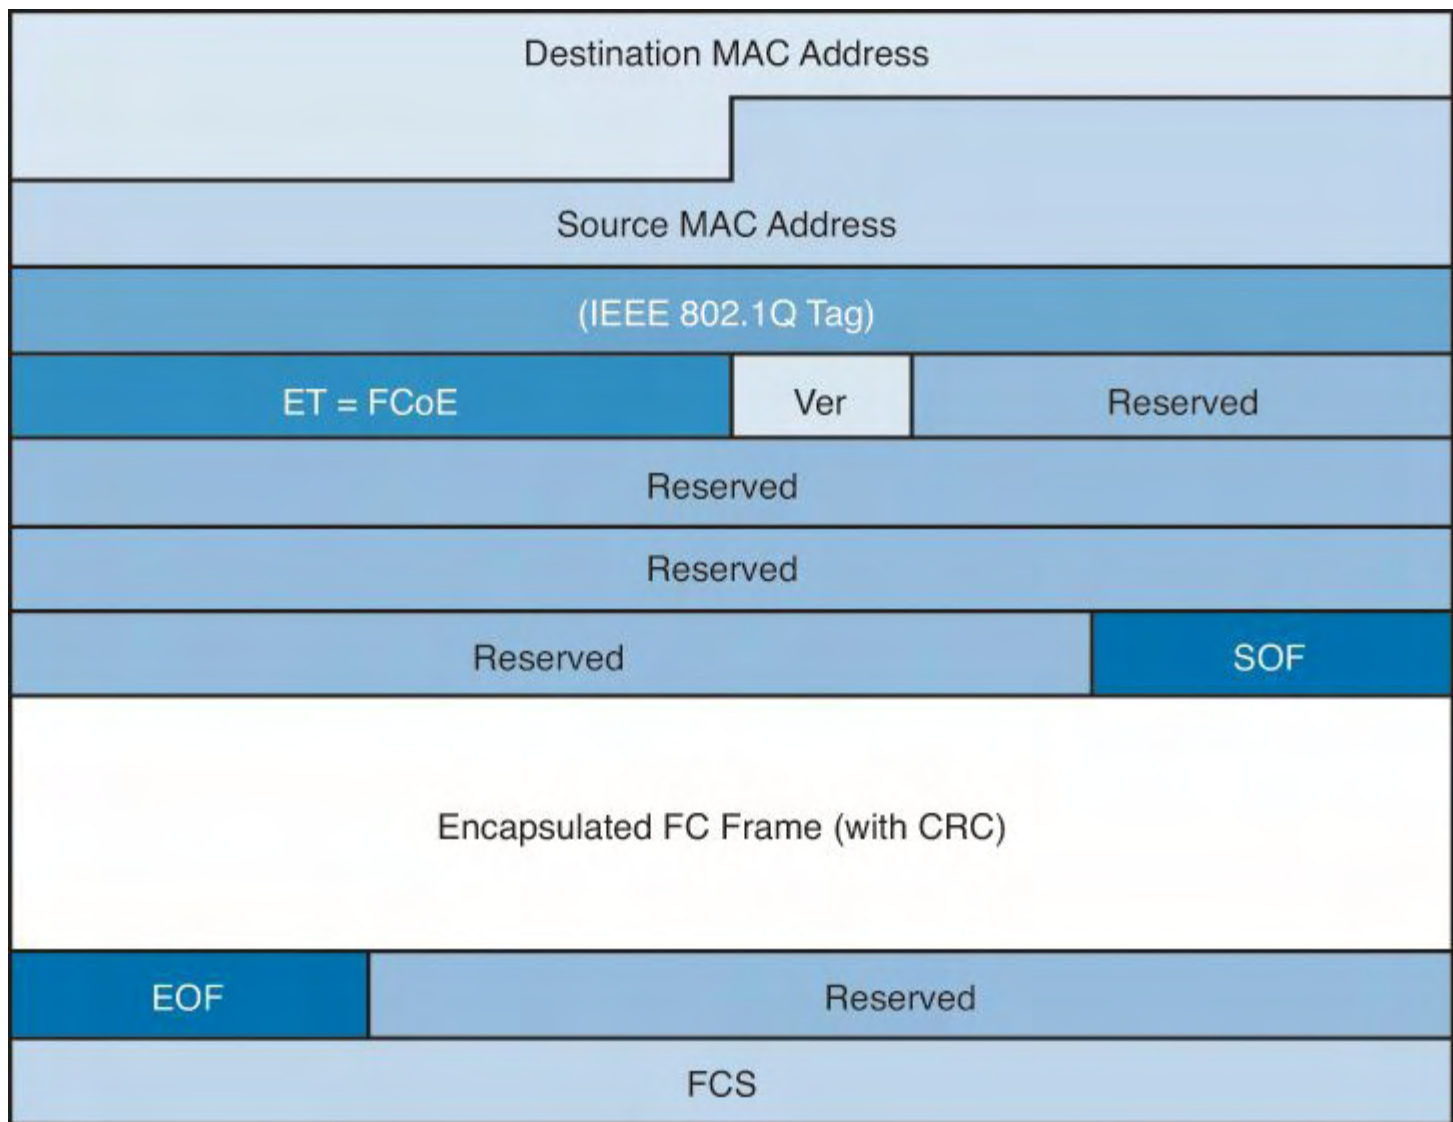 Destination MAC Address
Source MAC Address
(IEEE 802.1Q Tag)
ET = FCoE
Ver
Reserved
Reserved
Reserved
Reserved
SOF
Encapsulated FC Frame (with CRC)
EOF
Reserved
FCS